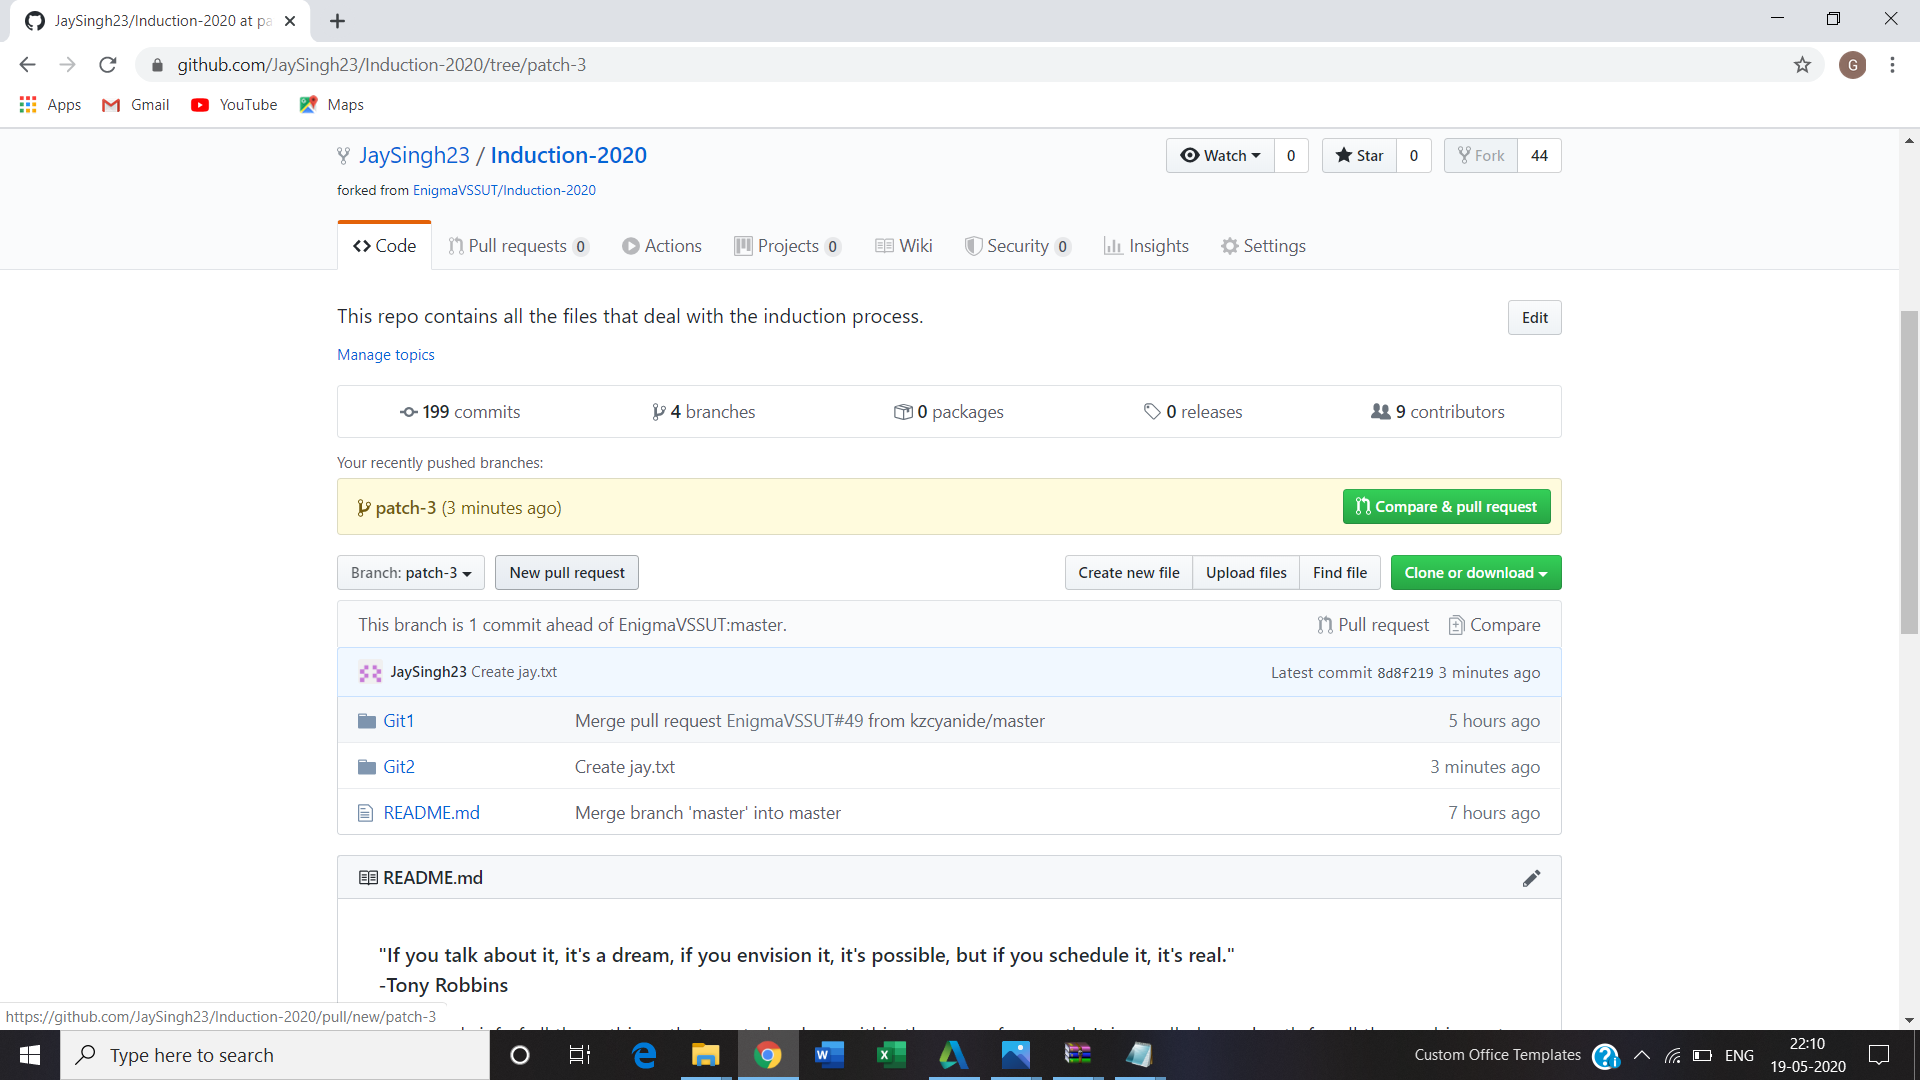 JaySingh23/Induction-2020 at pa
github.com/JaySingh23/Induction-2020/tree/patch-3
G
Apps Gmail YouTube Maps
JaySingh23 / Induction-2020
Watch 0 Star 0 Fork 44
forked from EnigmaVSSUT/Induction-2020
Code Pull requests 0 Actions Projects 0 Wiki Security 0 Insights Settings
This repo contains all the files that deal with the induction process.
Edit
Manage topics
199 commits 4 branches 0 packages 0 releases 9 contributors
Your recently pushed branches:
patch-3 (3 minutes ago) Compare & pull request
Branch: patch-3 New pull request Create new file Upload files Find file Clone or download
This branch is 1 commit ahead of EnigmaVSSUT:master. Pull request Compare
JaySingh23 Create jay.txt Latest commit 8d8f219 3 minutes ago
Git1 Merge pull request EnigmaVSSUT#49 from kzcyanide/master 5 hours ago
Git2 Create jay.txt 3 minutes ago
README.md Merge branch 'master' into master 7 hours ago
README.md
"If you talk about it, it's a dream, if you envision it, it's possible, but if you schedule it, it's real."
-Tony Robbins
https://github.com/JaySingh23/Induction-2020/pull/new/patch-3
Type here to search
Custom Office Templates ENG
22:10
19-05-2020